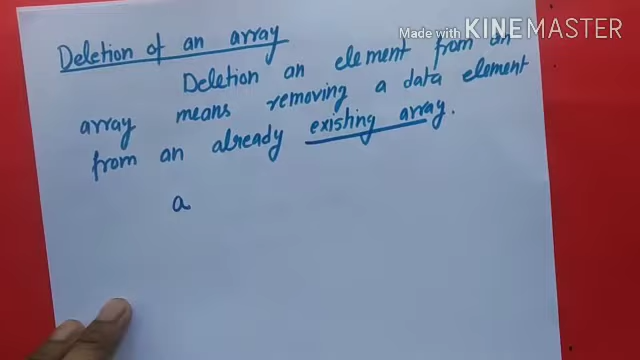 Made with KINEMASTER
Deletion of an array
Deletion an element from an
array means removing a data element
from an already existing array.
a